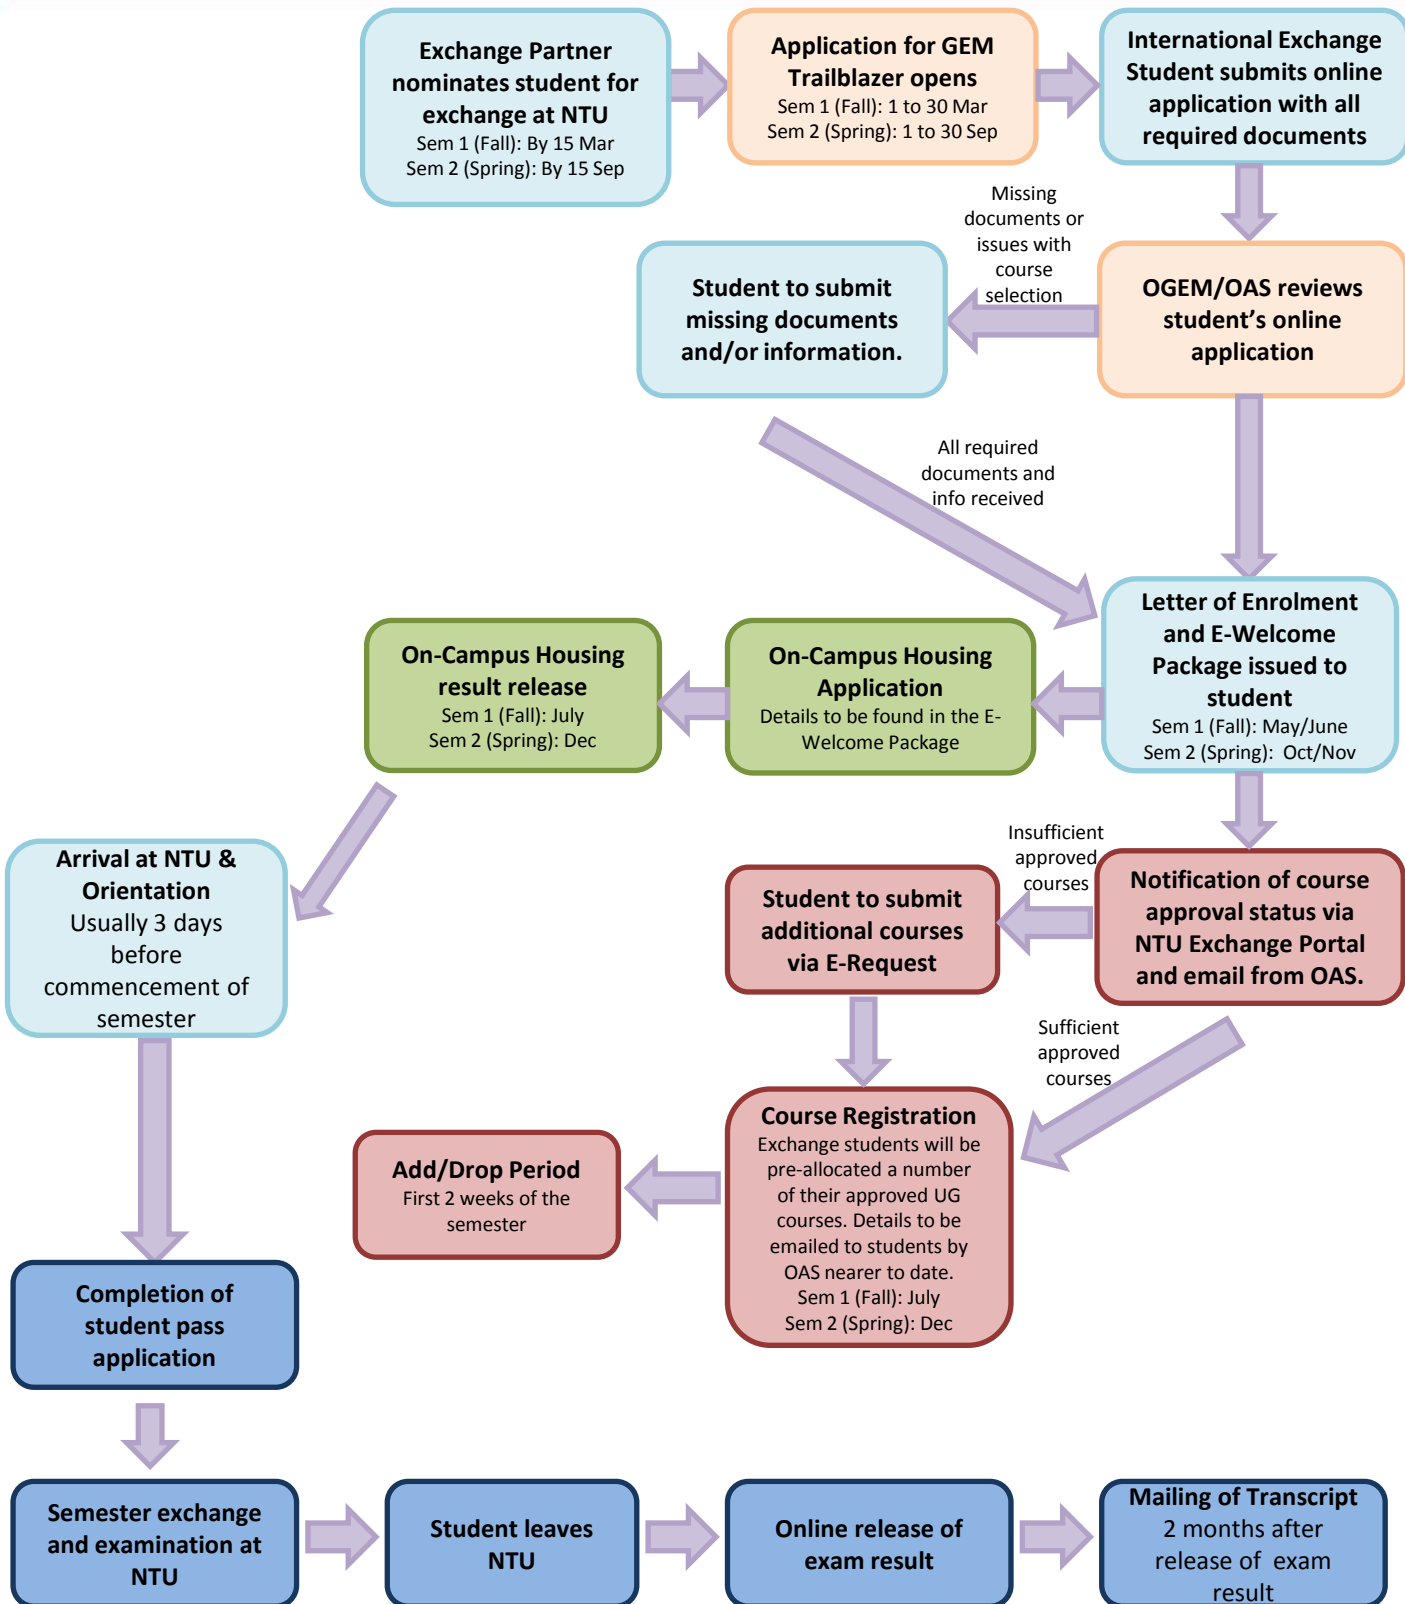 Exchange Partner
nominates student for
exchange at NTU
Sem 1 (Fall): By 15 Mar
Sem 2 (Spring): By 15 Sep
Application for GEM
Trailblazer opens
Sem 1 (Fall): 1 to 30 Mar
Sem 2 (Spring): 1 to 30 Sep
International Exchange
Student submits online
application with all
required documents
Missing
documents or
issues with
course
selection
Student to submit
missing documents
and/or information.
OGEM/OAS reviews
student’s online
application
All required
documents and
info received
Letter of Enrolment
and E-Welcome
Package issued to
student
Sem 1 (Fall): May/June
Sem 2 (Spring):  Oct/Nov
On-Campus Housing
Application
Details to be found in the E-
Welcome Package
On-Campus Housing
result release
Sem 1 (Fall): July
Sem 2 (Spring): Dec
Arrival at NTU &
Orientation
Usually 3 days
before
commencement of
semester
Insufficient
approved
courses
Notification of course
approval status via
NTU Exchange Portal
and email from OAS.
Student to submit
additional courses
via E-Request
Sufficient
approved
courses
Course Registration
Exchange students will be
pre-allocated a number
of their approved UG
courses. Details to be
emailed to students by
OAS nearer to date.
Sem 1 (Fall): July
Sem 2 (Spring): Dec
Add/Drop Period
First 2 weeks of the
semester
Completion of
student pass
application
Semester exchange
and examination at
NTU
Student leaves
NTU
Online release of
exam result
Mailing of Transcript
2 months after
release of  exam
result